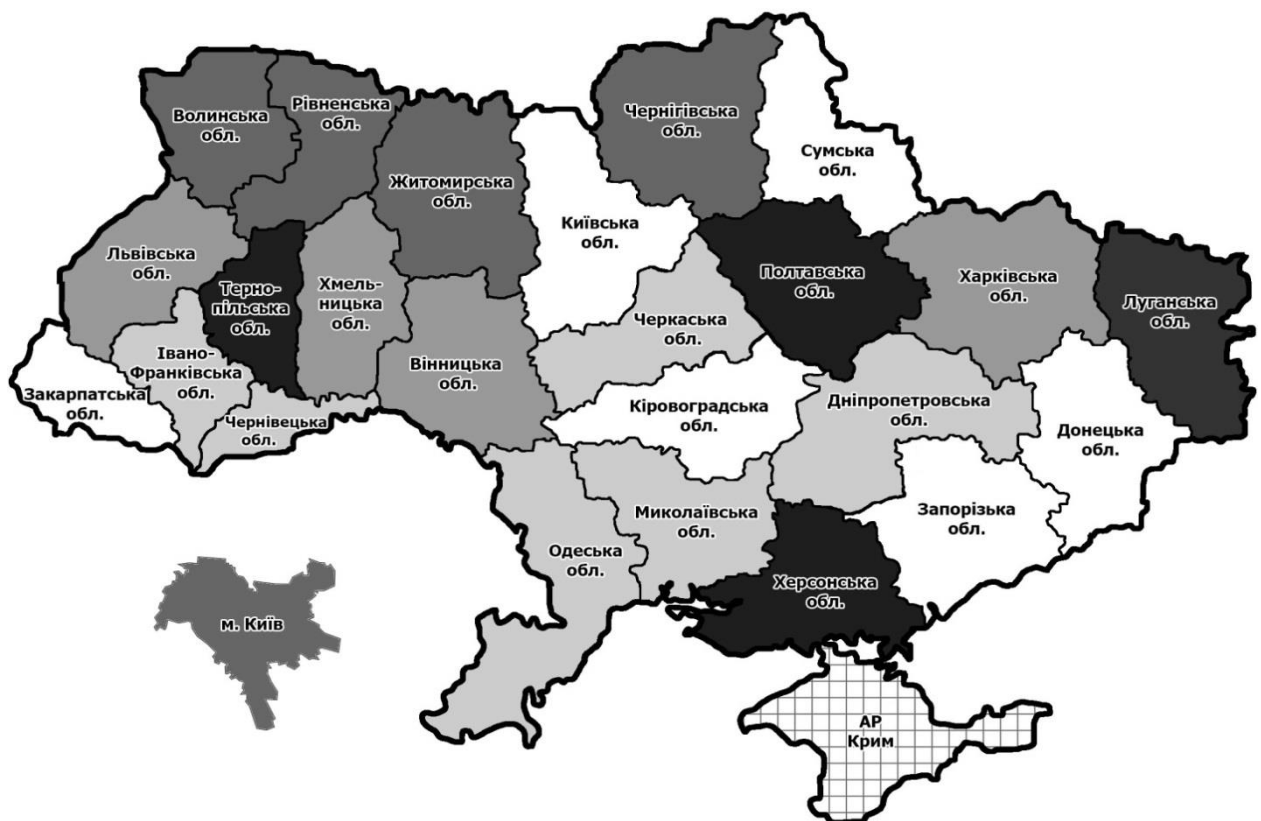 Волинська
обл.
Рівненська
обл.
Житомирська
обл.
Чернігівська
обл.
Сумська
обл.
Київська
обл.
Львівська
обл.
Терно-
пільська
обл.
Хмель-
ницька
обл.
Полтавська
обл.
Харківська
обл.
Луганська
обл.
Черкаська
обл.
Вінницька
обл.
Івано-
Франківська
обл.
Закарпатська
обл.
Чернівецька
обл.
Кіровоградська
обл.
Дніпропетровська
обл.
Донецька
обл.
Запорізька
обл.
Миколаївська
обл.
Одеська
обл.
Херсонська
обл.
м. Київ
АР
Крим